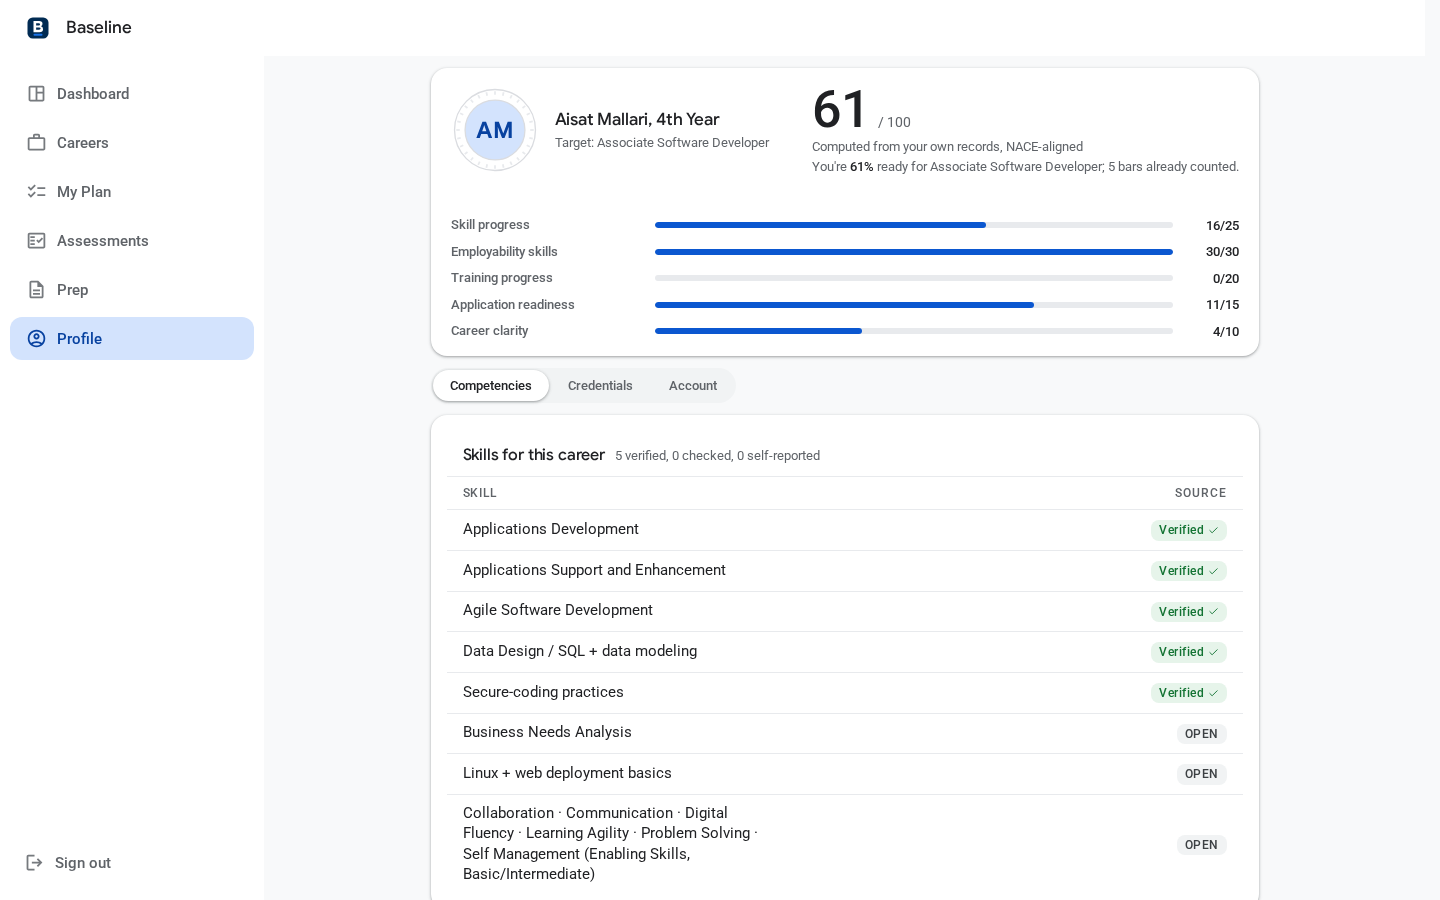 B Baseline
Dashboard
Careers
My Plan
Assessments
Prep
Profile
Sign out
AM
Aisat Mallari, 4th Year
Target: Associate Software Developer
61 / 100
Computed from your own records, NACE-aligned
You're 61% ready for Associate Software Developer; 5 bars already counted.
Skill progress 16/25
Employability skills 30/30
Training progress 0/20
Application readiness 11/15
Career clarity 4/10
Competencies Credentials Account
Skills for this career 5 verified, 0 checked, 0 self-reported
SKILL SOURCE
Applications Development Verified ✓
Applications Support and Enhancement Verified ✓
Agile Software Development Verified ✓
Data Design / SQL + data modeling Verified ✓
Secure-coding practices Verified ✓
Business Needs Analysis OPEN
Linux + web deployment basics OPEN
Collaboration · Communication · Digital
Fluency · Learning Agility · Problem Solving ·
Self Management (Enabling Skills,
Basic/Intermediate) OPEN